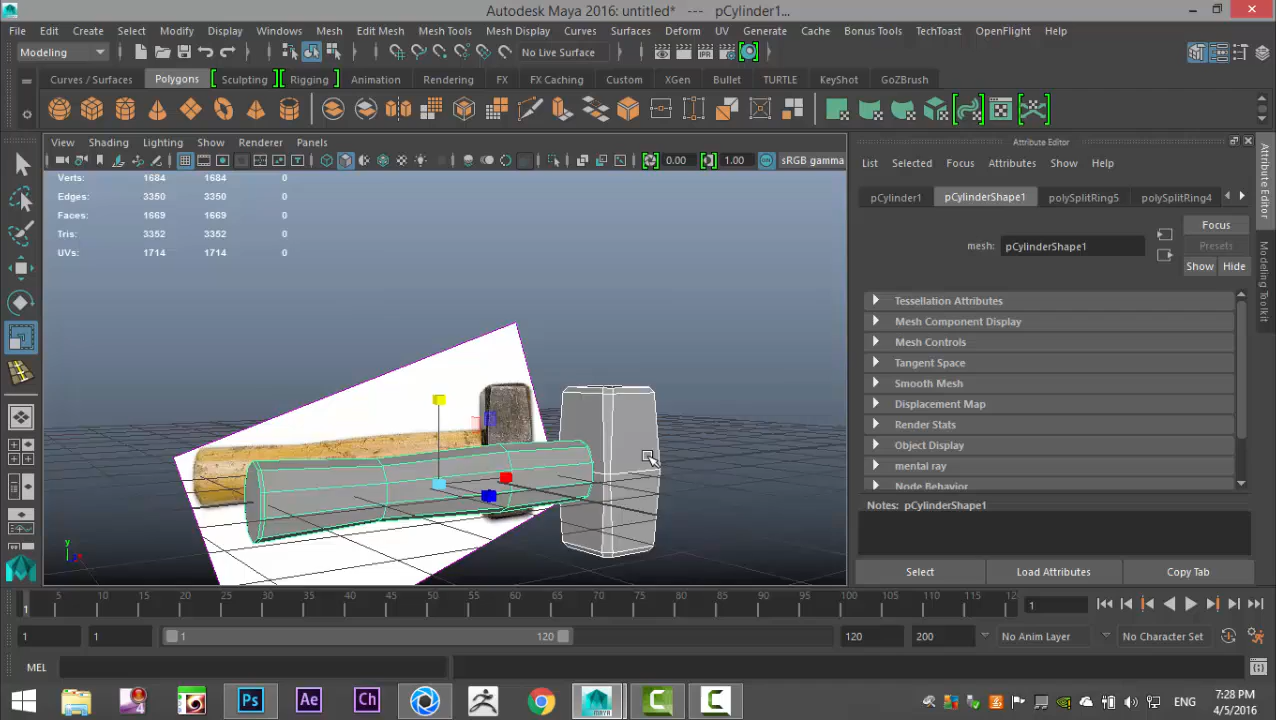 Autodesk Maya 2016: untitled* --- pCylinder1...
File Edit Create Select Modify Display Windows Mesh Edit Mesh Mesh Tools Mesh Display Curves Surfaces Deform UV Generate Cache Bonus Tools TechToast OpenFlight Help
Modeling No Live Surface
Curves / Surfaces Polygons Sculpting Rigging Animation Rendering FX FX Caching Custom XGen Bullet TURTLE KeyShot GoZBrush
IPR
View Shading Lighting Show Renderer Panels
Attribute Editor
0.00 1.00 sRGB gamma
List Selected Focus Attributes Show Help
Verts: 1684 1684 0
Edges: 3350 3350 0
Faces: 1669 1669 0
Tris: 3352 3352 0
UVs: 1714 1714 0
pCylinder1 pCylinderShape1 polySplitRing5 polySplitRing4
Focus
mesh: pCylinderShape1 Presets
Show Hide
Tessellation Attributes
Mesh Component Display
Mesh Controls
Tangent Space
Smooth Mesh
Displacement Map
Render Stats
Object Display
mental ray
Node Behavior
Notes: pCylinderShape1
Select Load Attributes Copy Tab
Attribute Editor
Modeling Toolkit
y
1 5 10 15 20 25 30 35 40 45 50 55 60 65 70 75 80 85 90 95 100 105 110 115 12 1
1 1 1 120 120 200 No Anim Layer No Character Set
MEL
MAYA
Ps Ae Ch
ENG
7:28 PM
4/5/2016